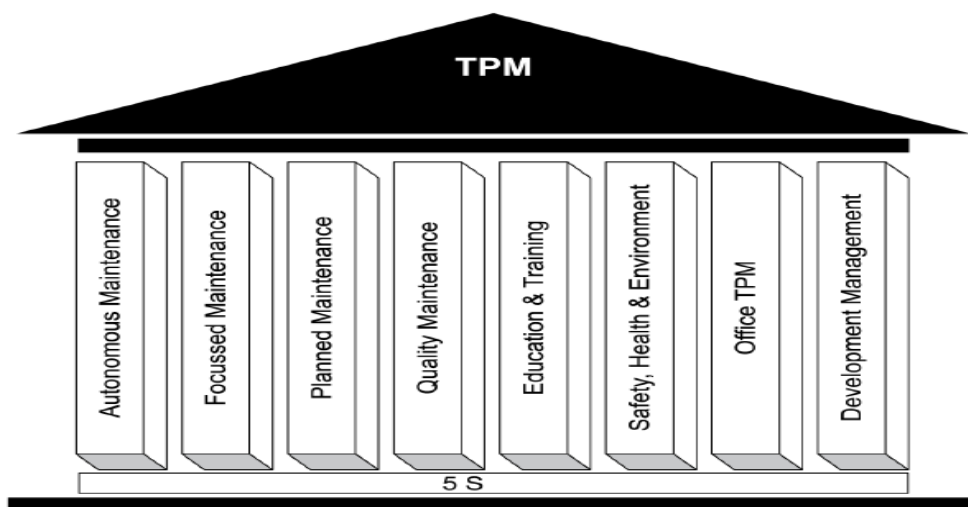 TPM
Autonomous Maintenance
Focussed Maintenance
Planned Maintenance
Quality Maintenance
Education & Training
Safety, Health & Environment
Office TPM
Development Management
5 S